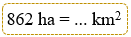 862 ha = ... km²